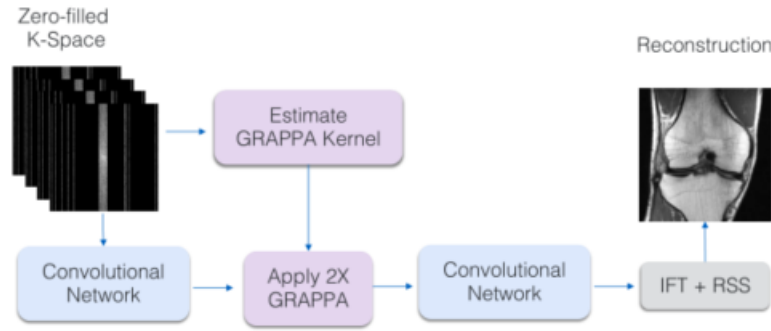 Zero-filled
K-Space
Reconstruction
Estimate
GRAPPA Kernel
Convolutional
Network
Apply 2X
GRAPPA
Convolutional
Network
IFT + RSS